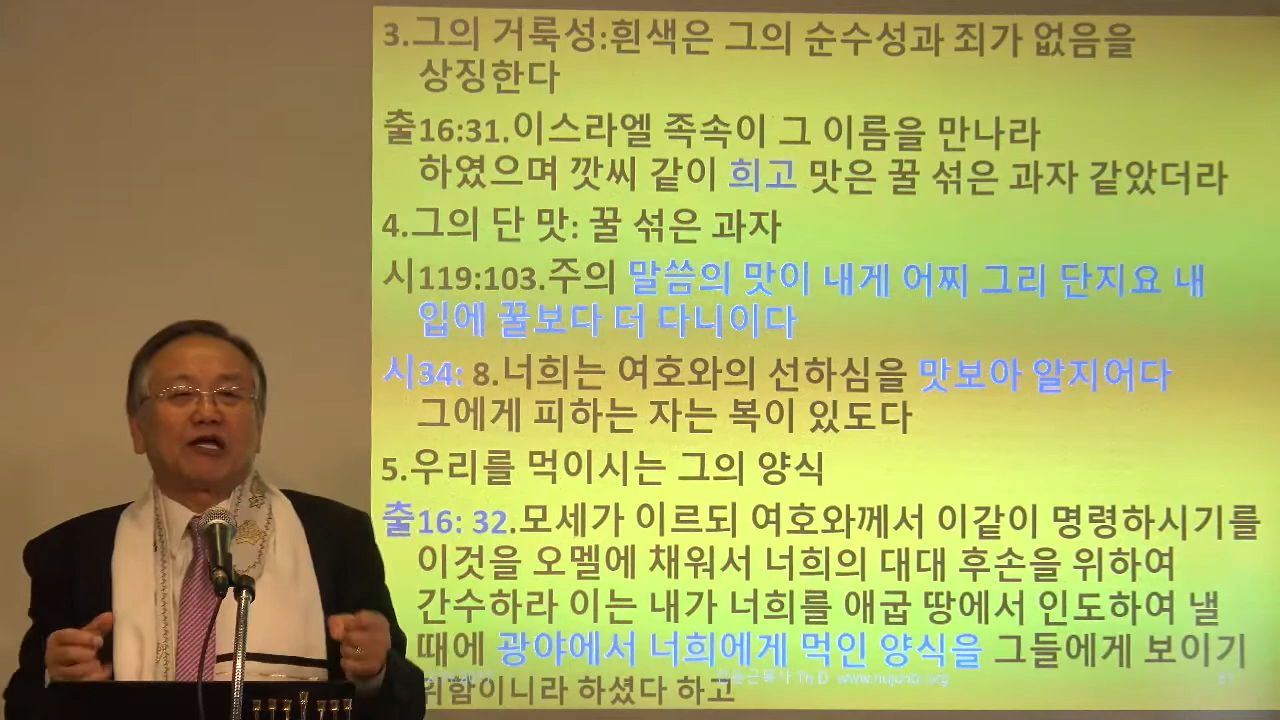 3.그의 거룩성:흰색은 그의 순수성과 죄가 없음을
상징한다
출16:31.이스라엘 족속이 그 이름을 만나라
하였으며 깟씨 같이 희고 맛은 꿀 섞은 과자 같았더라
4.그의 단 맛: 꿀 섞은 과자
시119:103.주의 말씀의 맛이 내게 어찌 그리 단지요 내
입에 꿀보다 더 다니이다
시34: 8.너희는 여호와의 선하심을 맛보아 알지어다
그에게 피하는 자는 복이 있도다
5.우리를 먹이시는 그의 양식
출16: 32.모세가 이르되 여호와께서 이같이 명령하시기를
이것을 오멜에 채워서 너희의 대대 후손을 위하여
간수하라 이는 내가 너희를 애굽 땅에서 인도하여 낼
때에 광야에서 너희에게 먹인 양식을 그들에게 보이기
위함이니라 하셨다 하고
Th D